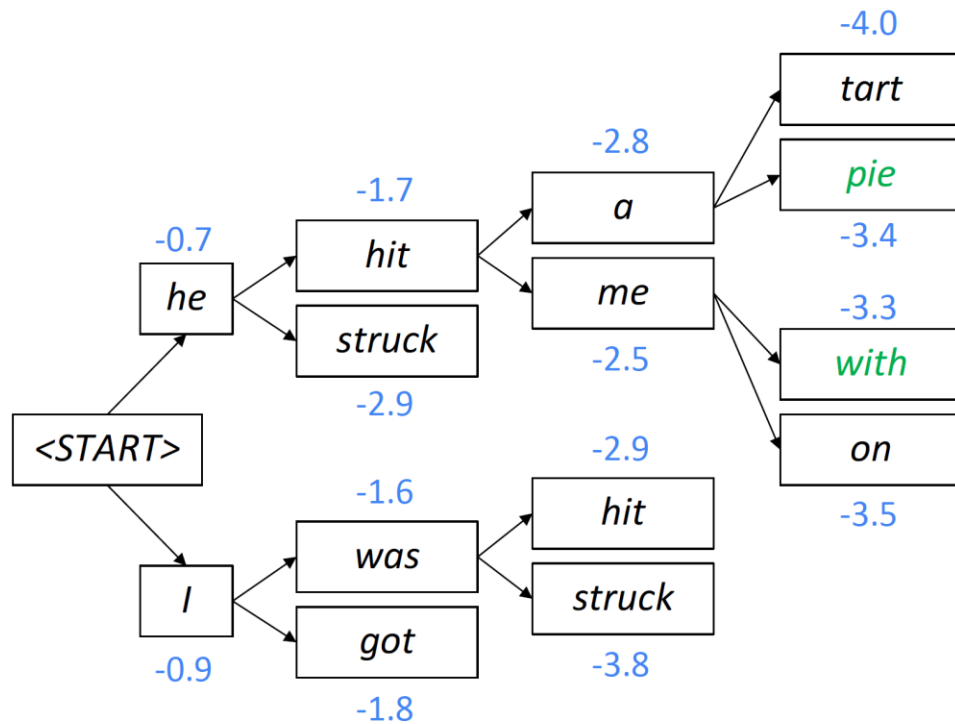 -4.0
tart
-2.8
pie
-1.7
a
-3.4
-0.7
hit
he
me
-3.3
struck
-2.5
with
-2.9
<START>
-2.9
on
-1.6
hit
-3.5
was
I
struck
got
-0.9
-3.8
-1.8